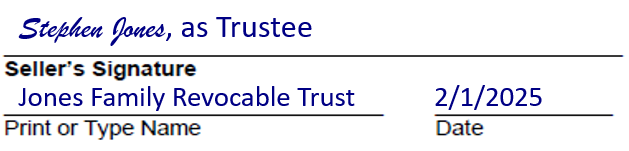 Stephen Jones, as Trustee
Seller's Signature
Jones Family Revocable Trust 2/1/2025
Print or Type Name Date